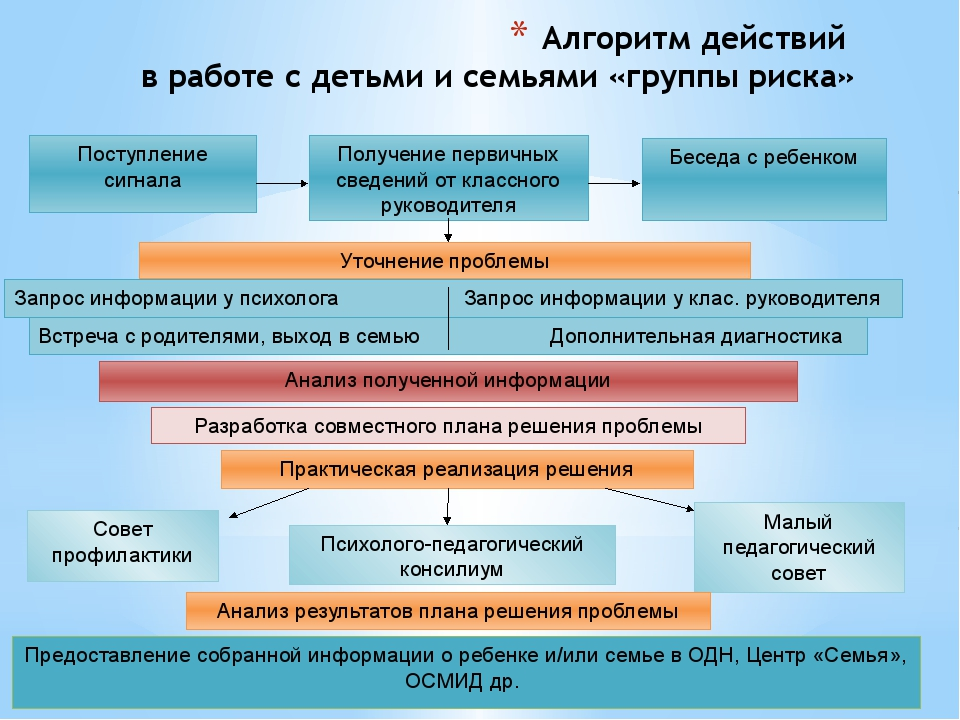 * Алгоритм действий
в работе с детьми и семьями «группы риска»
Поступление
сигнала
Получение первичных
сведений от классного
руководителя
Беседа с ребенком
Уточнение проблемы
Запрос информации у психолога
Запрос информации у клас. руководителя
Встреча с родителями, выход в семью
Дополнительная диагностика
Анализ полученной информации
Разработка совместного плана решения проблемы
Практическая реализация решения
Совет
профилактики
Психолого-педагогический
консилиум
Малый
педагогический
совет
Анализ результатов плана решения проблемы
Предоставление собранной информации о ребенке и/или семье в ОДН, Центр «Семья»,
ОСМИД др.